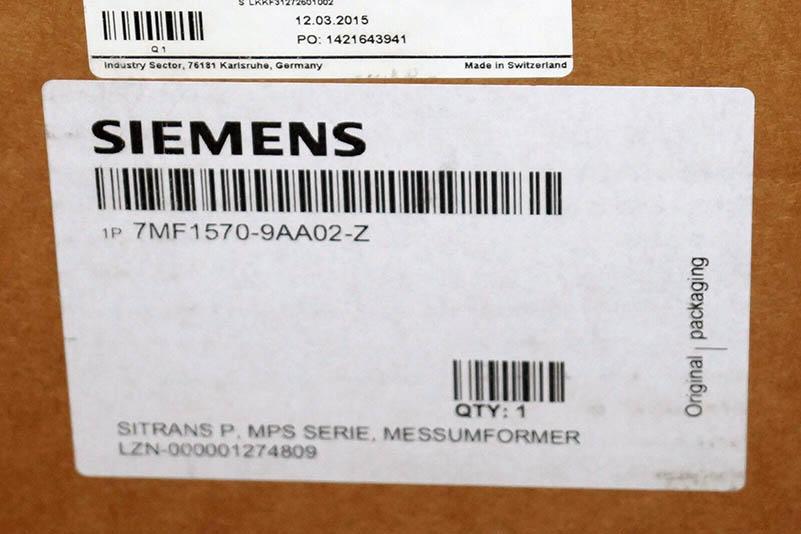 S LKKF31272601002
12.03.2015
Q 1
PO: 1421643941
Industry Sector, 76181 Karlsruhe, Germany
Made in Switzerland
SIEMENS
1P 7MF1570-9AA02-Z
Original packaging
QTY: 1
SITRANS P, MPS SERIE, MESSUMFORMER
LZN-000001274809